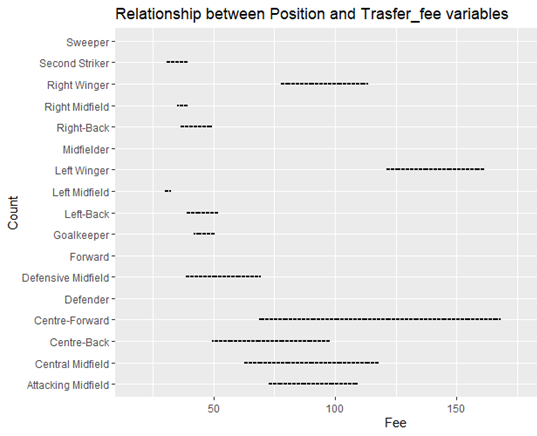 Relationship between Position and Trasfer_fee variables
Sweeper
Second Striker
Right Winger
Right Midfield
Right-Back
Midfielder
Left Winger
Left Midfield
Left-Back
Goalkeeper
Forward
Defensive Midfield
Defender
Centre-Forward
Centre-Back
Central Midfield
Attacking Midfield
Count
50
100
150
Fee